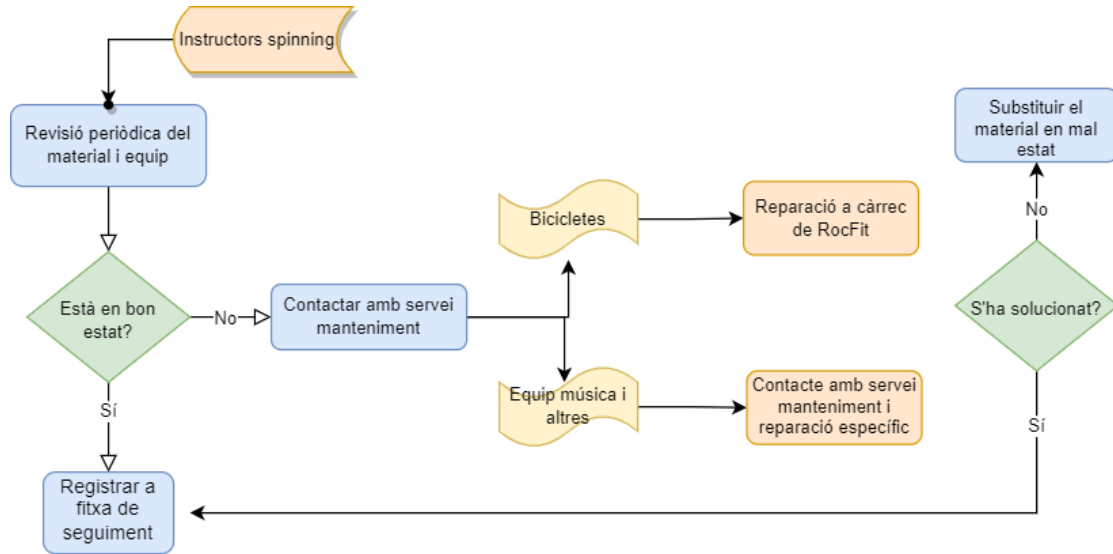 Instructors spinning
Revisió periòdica del
material i equip
Està en bon
estat?
No
Sí
Registrar a
fitxa de
seguiment
Contactar amb servei
manteniment
Bicicletes
Reparació a càrrec
de RocFit
Equip música i
altres
Contacte amb servei
manteniment i
reparació específic
Substituir el
material en mal
estat
No
S'ha solucionat?
Sí